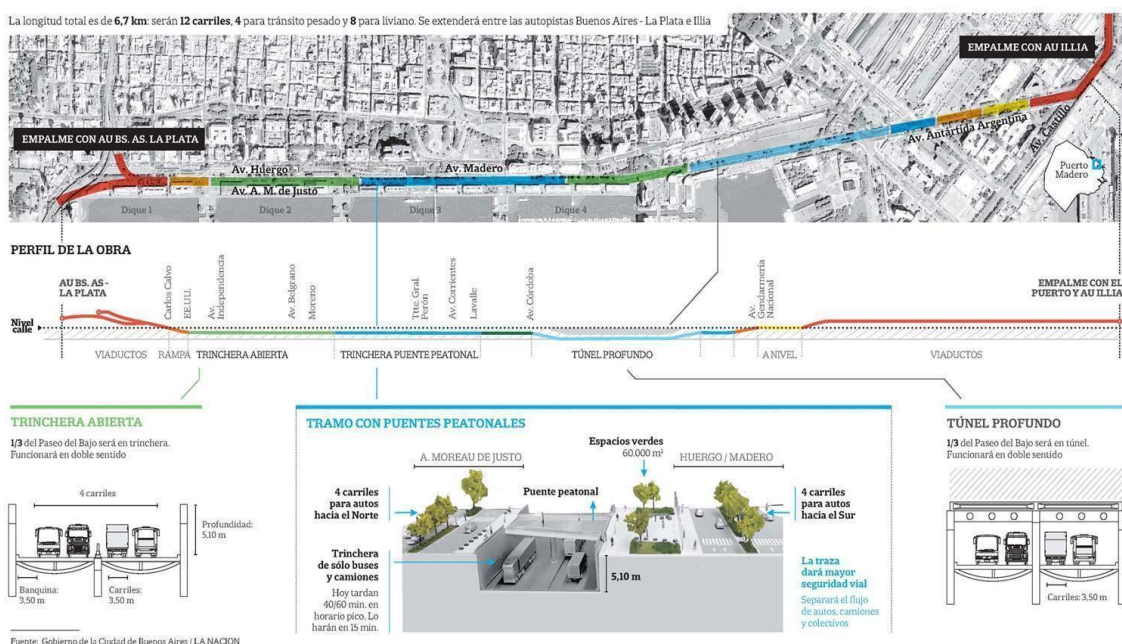 La longitud total es de 6,7 km: serán 12 carriles, 4 para tránsito pesado y 8 para liviano. Se extenderá entre las autopistas Buenos Aires - La Plata e Illia
EMPALME CON AU ILLIA
EMPALME CON AU BS. AS. LA PLATA
Av. Huergo
Av. Madero
Av. Antártida Argentina
Av. Castillo
Av. A. M. de Justo
Puerto
Madero
Dique 1
Dique 2
Dique 3
Dique 4
PERFIL DE LA OBRA
AU BS. AS -
LA PLATA
Carlos Calvo
EE.UU.
Av.
Independencia
Av. Belgrano
Moreno
Ttte. Gral.
Perón
Av. Corrientes
Lavalle
Av. Córdoba
Av.
Gendarmería
Nacional
EMPALME CON EL
PUERTO Y AU ILLIA
Nivel
calle
VIADUCTOS
RAMPA
TRINCHERA ABIERTA
TRINCHERA PUENTE PEATONAL
TÚNEL PROFUNDO
A NIVEL
VIADUCTOS
TRINCHERA ABIERTA
1/3 del Paseo del Bajo será en trinchera.
Funcionará en doble sentido
4 carriles
Profundidad:
5,10 m
Banquina:
3,50 m
Carriles:
3,50 m
TRAMO CON PUENTES PEATONALES
A. MOREAU DE JUSTO
Espacios verdes
60.000 m²
HUERGO / MADERO
4 carriles
para autos
hacia el Norte
Puente peatonal
4 carriles
para autos
hacia el Sur
Trinchera
de sólo buses
y camiones
Hoy tardan
40/60 min. en
horario pico. Lo
harán en 15 min.
5,10 m
La traza
dará mayor
seguridad vial
Separará el flujo
de autos, camiones
y colectivos
TÚNEL PROFUNDO
1/3 del Paseo del Bajo será en túnel.
Funcionará en doble sentido
Carriles: 3,50 m
Fuente: Gobierno de la Ciudad de Buenos Aires / LA NACION